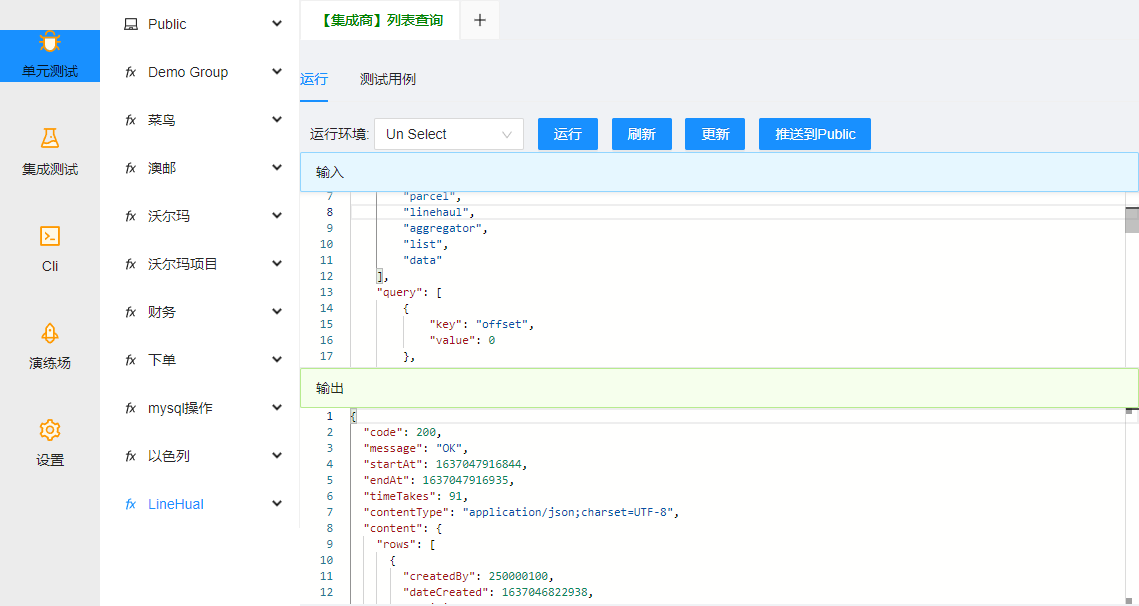 单元测试
集成测试
Cli
演练场
设置
Public
fx Demo Group
fx 菜鸟
fx 澳邮
fx 沃尔玛
fx 沃尔玛项目
fx 财务
fx 下单
fx mysql操作
fx 以色列
fx LineHual
【集成商】列表查询 +
运行 测试用例
运行环境: Un Select 运行 刷新 更新 推送到Public
输入
7 "parcel",
8 "linehaul",
9 "aggregator",
10 "list",
11 "data"
12 ],
13 "query": [
14 {
15 "key": "offset",
16 "value": 0
17 },
输出
1 {
2 "code": 200,
3 "message": "OK",
4 "startAt": 1637047916844,
5 "endAt": 1637047916935,
6 "timeTakes": 91,
7 "contentType": "application/json;charset=UTF-8",
8 "content": {
9 "rows": [
10 {
11 "createdBy": 250000100,
12 "dateCreated": 1637046822938,